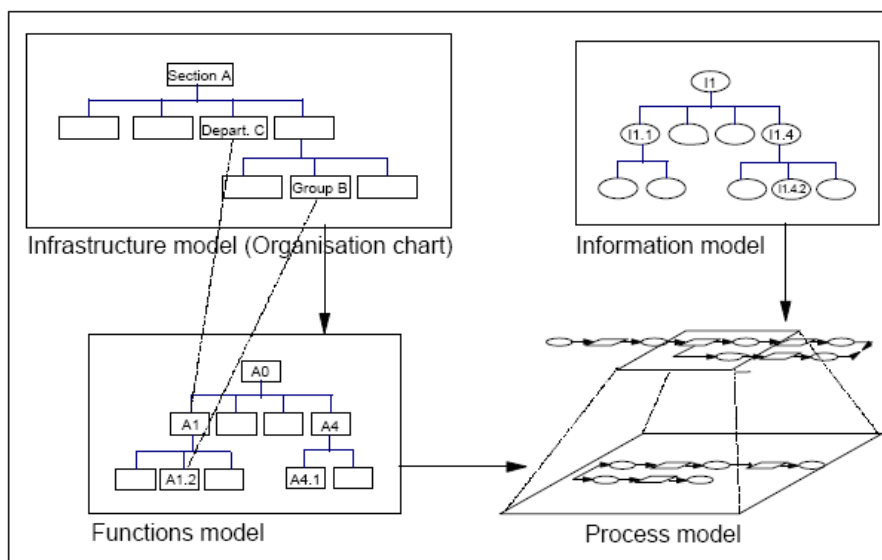 Section A
Depart. C
Group B
Infrastructure model (Organisation chart)
I1
I1.1
I1.4
I1.4.2
Information model
A0
A1
A4
A1.2
A4.1
Functions model
Process model